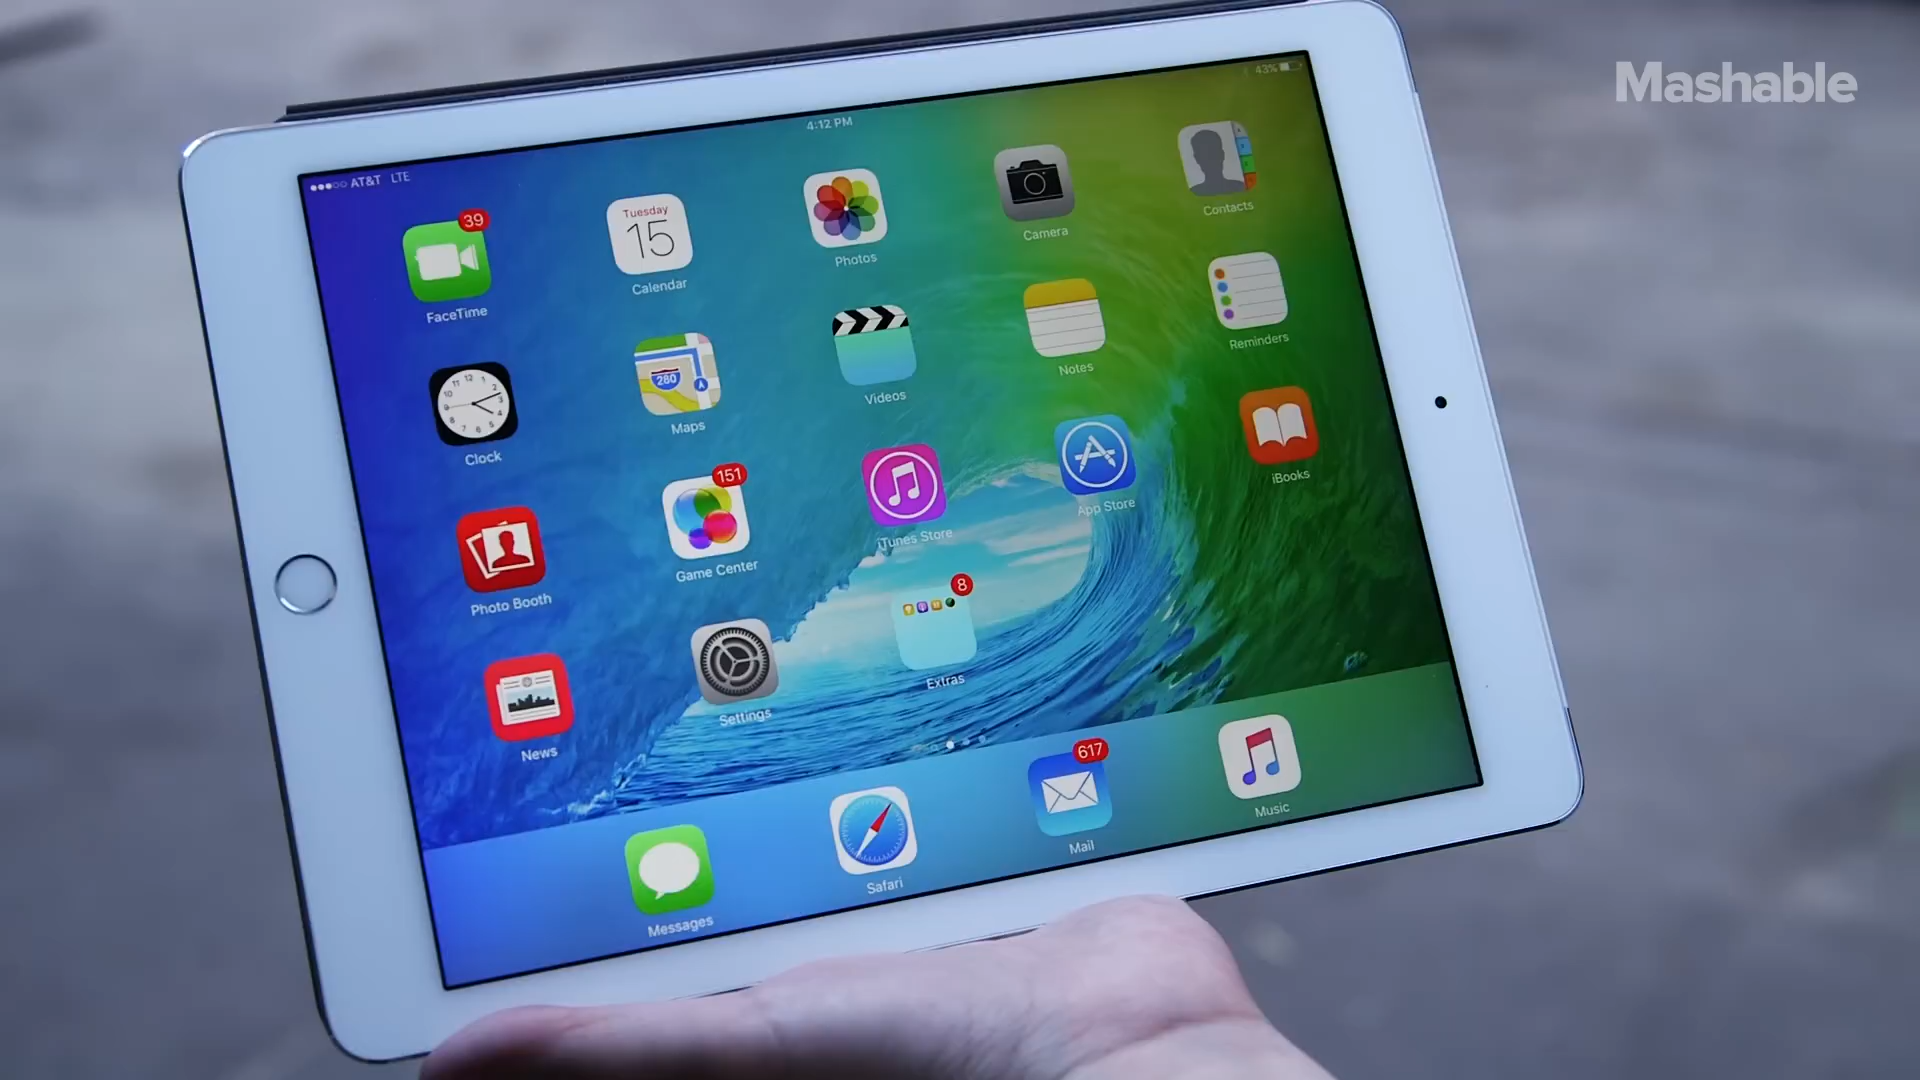 Mashable
AT&T LTE
4:12 PM
43%
39
FaceTime
Tuesday
15
Calendar
Photos
Camera
Contacts
Clock
280
Maps
Videos
Notes
Reminders
Photo Booth
151
Game Center
iTunes Store
App Store
iBooks
News
Settings
8
Extras
Messages
Safari
617
Mail
Music